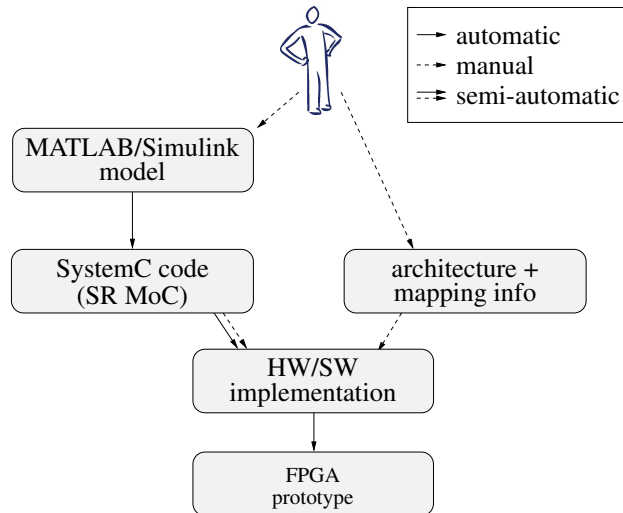 automatic
manual
semi-automatic
MATLAB/Simulink
model
SystemC code
(SR MoC)
architecture +
mapping info
HW/SW
implementation
FPGA
prototype